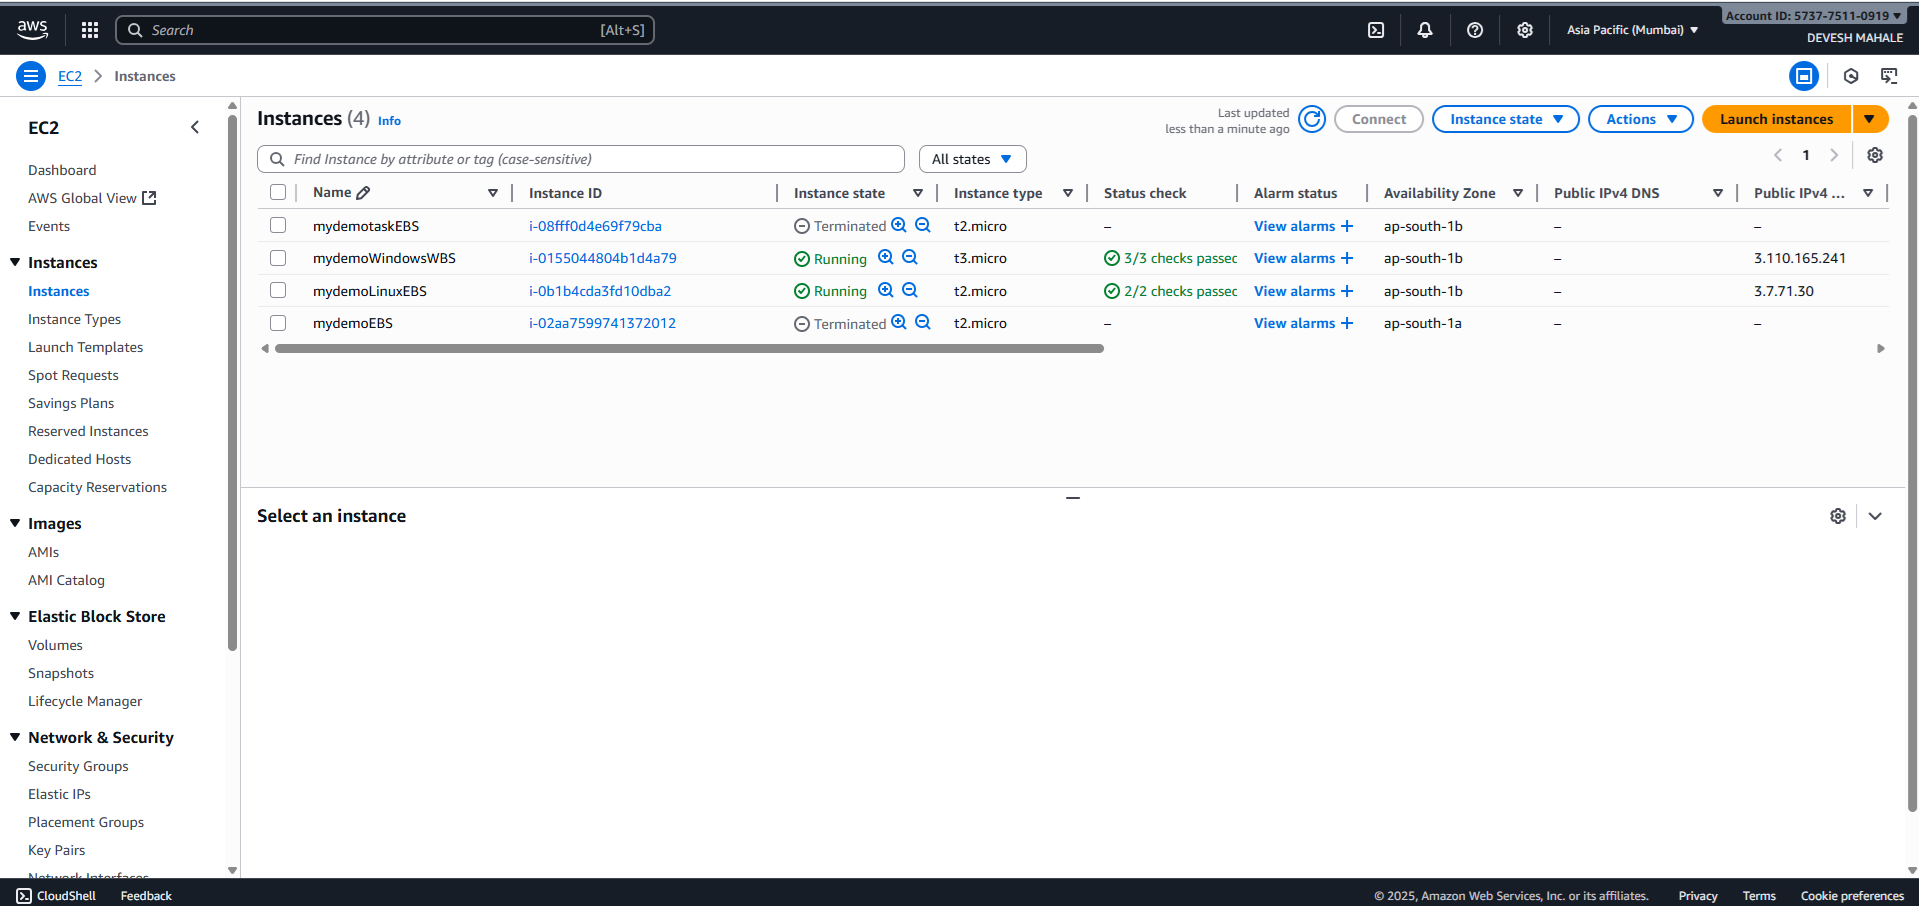 aws
Search [Alt+S]
Asia Pacific (Mumbai)
Account ID: 5737-7511-0919
DEVESH MAHALE
EC2 > Instances
EC2
Dashboard
AWS Global View
Events
Instances
Instances
Instance Types
Launch Templates
Spot Requests
Savings Plans
Reserved Instances
Dedicated Hosts
Capacity Reservations
Images
AMIs
AMI Catalog
Elastic Block Store
Volumes
Snapshots
Lifecycle Manager
Network & Security
Security Groups
Elastic IPs
Placement Groups
Key Pairs
Network Interfaces
Instances (4) Info
Last updated
less than a minute ago
Connect
Instance state
Actions
Launch instances
Find Instance by attribute or tag (case-sensitive)
All states
1
Name Instance ID Instance state Instance type Status check Alarm status Availability Zone Public IPv4 DNS Public IPv4 ...
mydemotaskEBS i-08fff0d4e69f79cba Terminated t2.micro – View alarms + ap-south-1b – –
mydemoWindowsWBS i-0155044804b1d4a79 Running t3.micro 3/3 checks passec View alarms + ap-south-1b – 3.110.165.241
mydemoLinuxEBS i-0b1b4cda3fd10dba2 Running t2.micro 2/2 checks passec View alarms + ap-south-1b – 3.7.71.30
mydemoEBS i-02aa7599741372012 Terminated t2.micro – View alarms + ap-south-1a – –
Select an instance
CloudShell Feedback
© 2025, Amazon Web Services, Inc. or its affiliates. Privacy Terms Cookie preferences